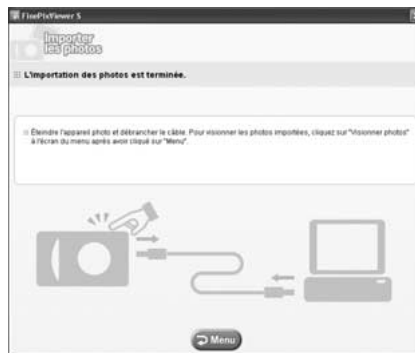 FinePixViewer S
Importer
les photos
L'importation des photos est terminée.
Éteindre l'appareil photo et débrancher le câble. Pour visionner les photos importées, cliquez sur "Visionner photos"
à l'écran du menu après avoir cliqué sur "Menu".
Menu